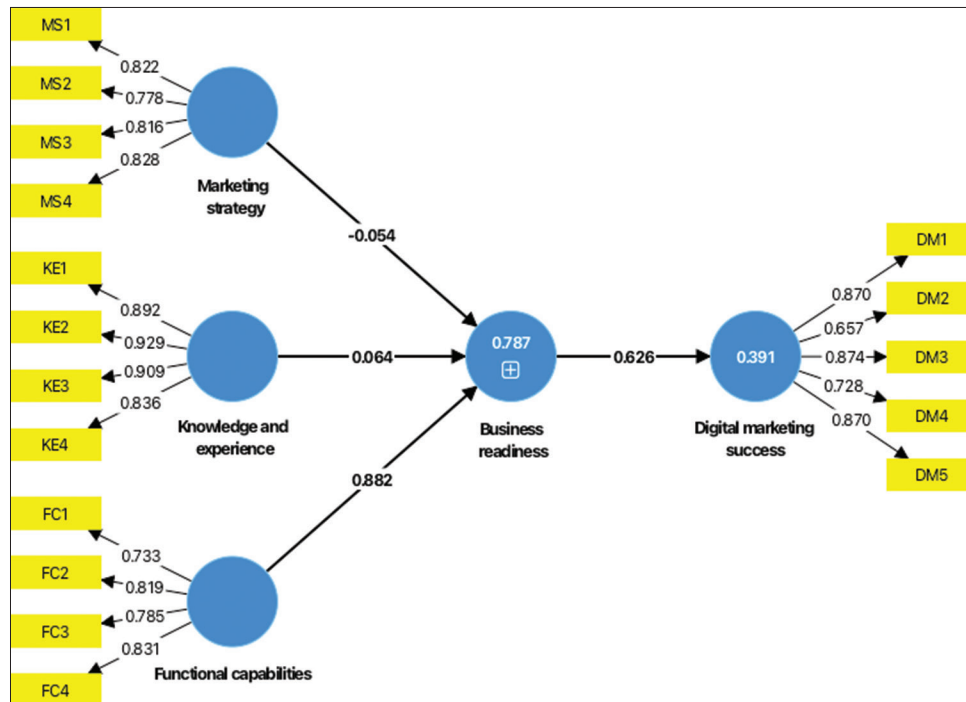 MS1
0.822
MS2
0.778
MS3
0.816
0.828
MS4
Marketing
strategy
-0.054
KE1
0.892
KE2
0.929
KE3
0.909
0.836
KE4
Knowledge and
experience
0.064
0.787
Business
readiness
0.626
0.391
Digital marketing
success
DM1
0.870
DM2
0.657
DM3
0.874
0.728
DM4
0.870
DM5
0.882
FC1
0.733
FC2
0.819
FC3
0.785
0.831
FC4
Functional capabilities